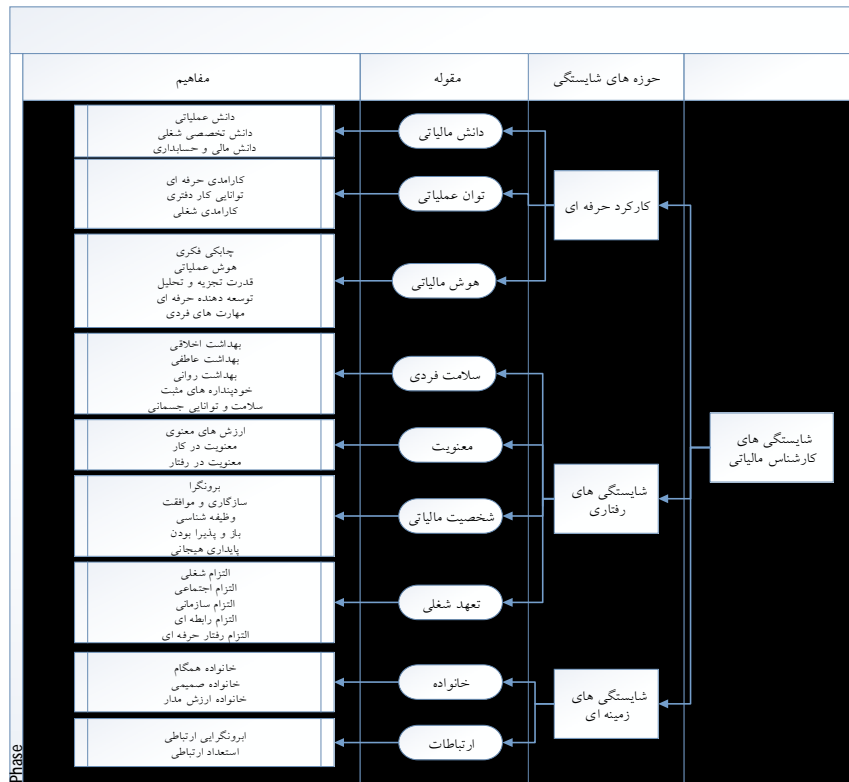 حوزه های شایستگی
مقوله
مفاهیم
شایستگی های
کارشناس مالیاتی
کارکرد حرفه ای
دانش مالیاتی
دانش عملیاتی
دانش تخصصی شغلی
دانش مالی و حسابداری
توان عملیاتی
کارامدی حرفه ای
توانایی کار دفتری
کارامدی شغلی
هوش مالیاتی
چابکی فکری
هوش عملیاتی
قدرت تجزیه و تحلیل
توسعه دهنده حرفه ای
مهارت های فردی
شایستگی های
رفتاری
سلامت فردی
بهداشت اخلاقی
بهداشت عاطفی
بهداشت روانی
خودپنداره های مثبت
سلامت و توانایی جسمانی
معنویت
ارزش های معنوی
معنویت در کار
معنویت در رفتار
شخصیت مالیاتی
برونگرا
سازگاری و موافقت
وظیفه شناسی
باز و پذیرا بودن
پایداری هیجانی
تعهد شغلی
التزام شغلی
التزام اجتماعی
التزام سازمانی
التزام رابطه ای
التزام رفتار حرفه ای
شایستگی های
زمینه ای
خانواده
خانواده همگام
خانواده صمیمی
خانواده ارزش مدار
ارتباطات
ابرونگرایی ارتباطی
استعداد ارتباطی
Phase